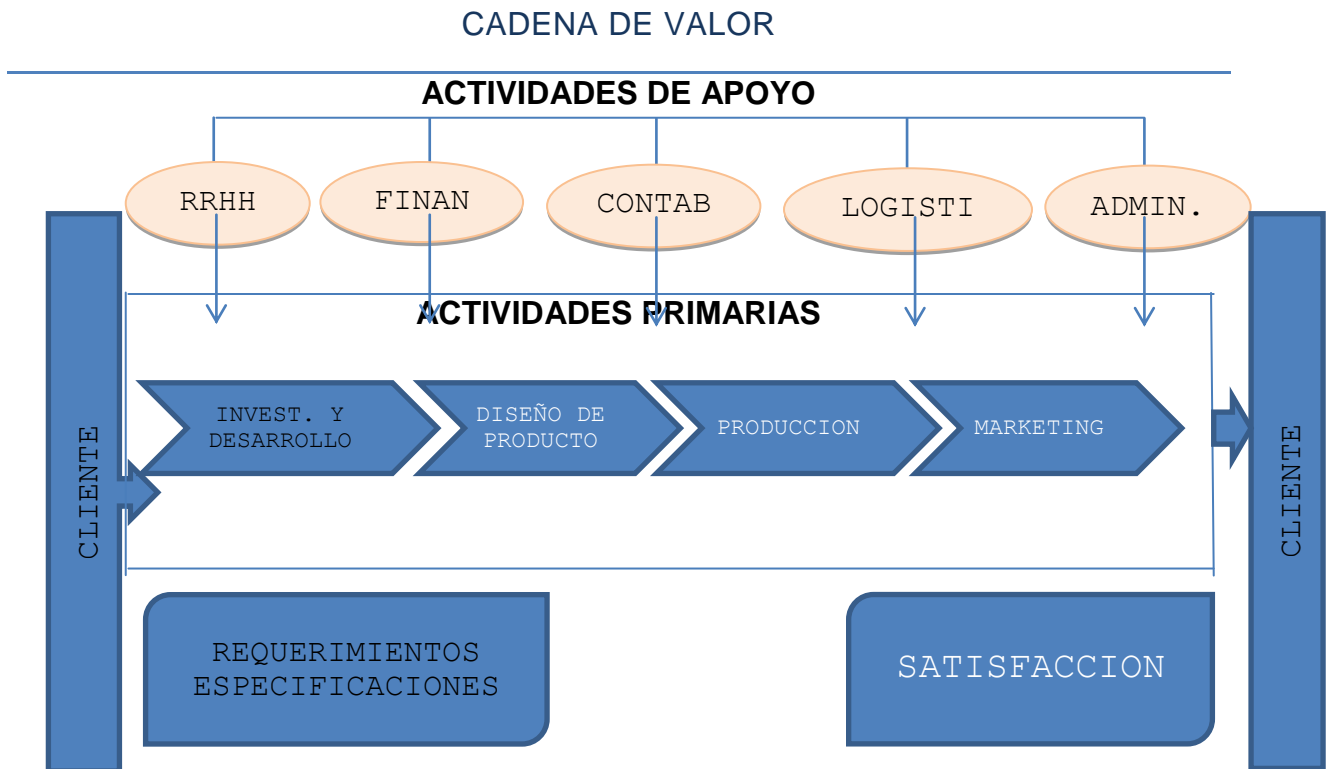 CADENA DE VALOR
ACTIVIDADES DE APOYO
RRHH
FINAN
CONTAB
LOGISTI
ADMIN.
ACTIVIDADES PRIMARIAS
CLIENTE
INVEST. Y
DESARROLLO
DISEÑO DE
PRODUCTO
PRODUCCION
MARKETING
CLIENTE
REQUERIMIENTOS
ESPECIFICACIONES
SATISFACCION